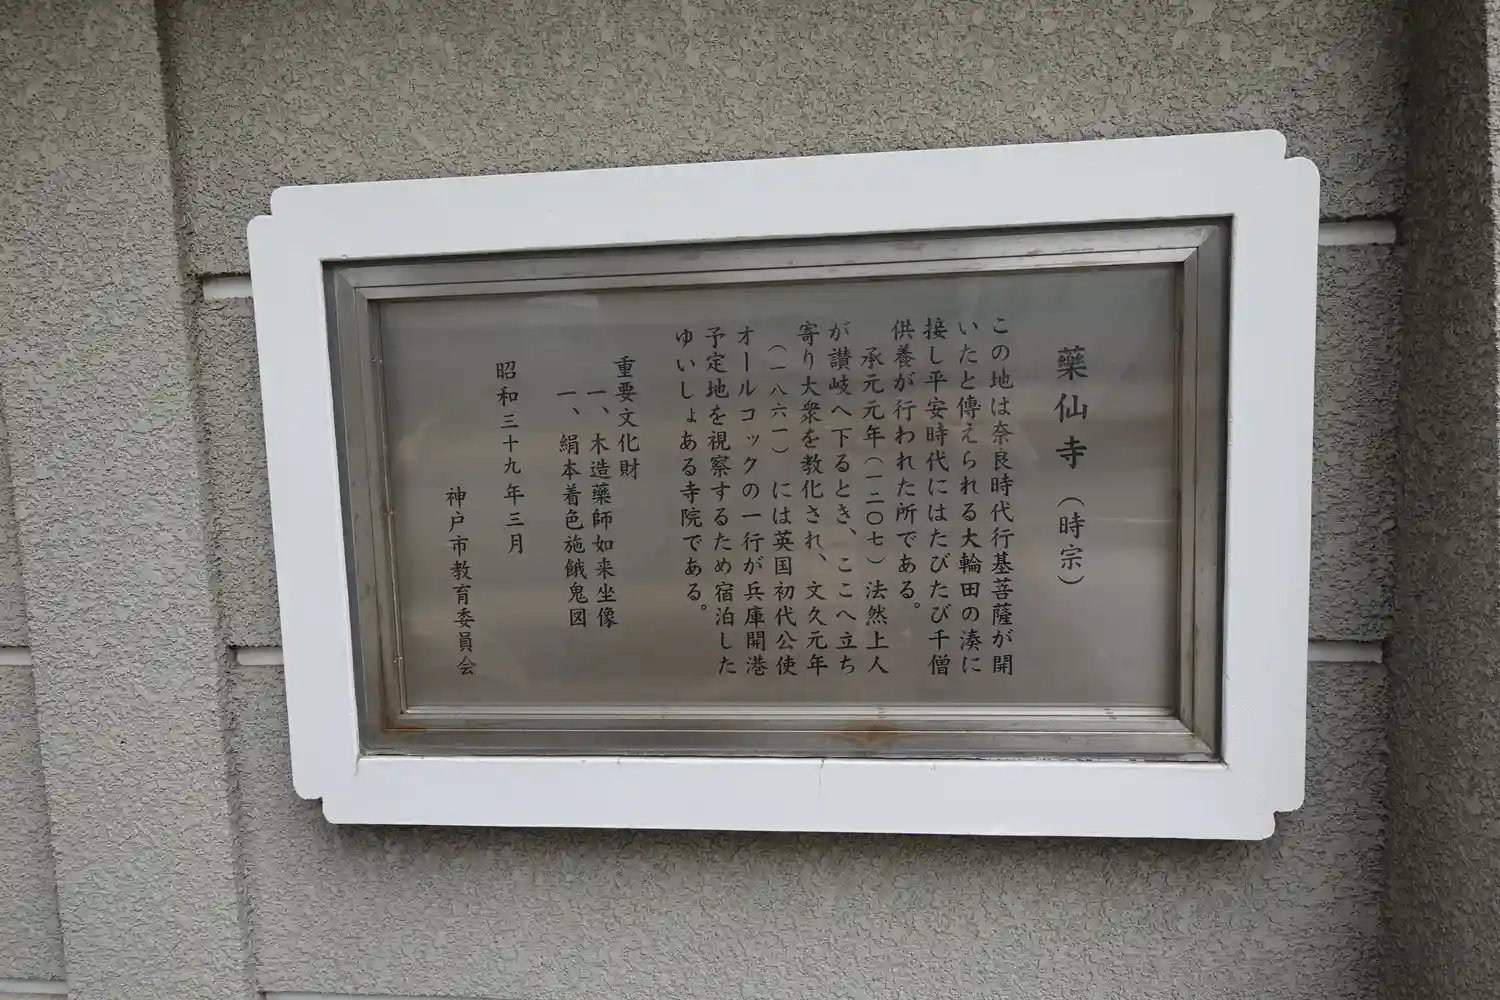 藥仙寺（時宗）
この地は奈良時代行基菩薩が開
いたと傳えられる大輪田の湊に
接し平安時代にはたびたび千僧
供養が行われた所である。
承元元年（一二〇七）法然上人
が讃岐へ下るとき、ここへ立ち
寄り大衆を教化され、文久元年
（一八六一）には英国初代公使
オールコックの一行が兵庫開港
予定地を視察するため宿泊した
ゆいしょある寺院である。
重要文化財
一、木造藥師如来坐像
一、絹本着色施餓鬼図
昭和三十九年三月
神戸市教育委員会